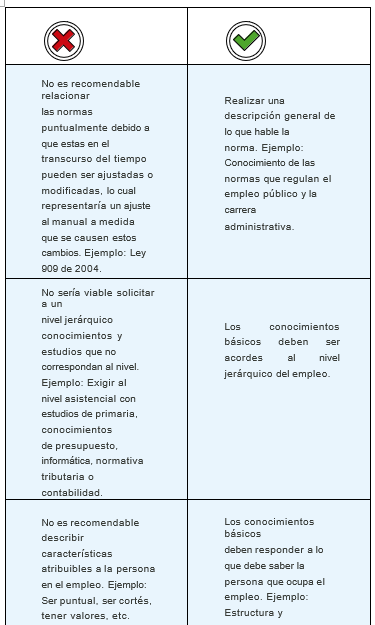 No es recomendable
relacionar
las normas
puntualmente debido a
que estas en el
transcurso del tiempo
pueden ser ajustadas o
modificadas, lo cual
representaría un ajuste
al manual a medida
que se causen estos
cambios. Ejemplo: Ley
909 de 2004.
Realizar una
descripción general de
lo que hable la
norma. Ejemplo:
Conocimiento de las
normas que regulan el
empleo público y la
carrera
administrativa.
No sería viable solicitar
a un
nivel jerárquico
conocimientos y
estudios que no
correspondan al nivel.
Ejemplo: Exigir al
nivel asistencial con
estudios de primaria,
conocimientos
de presupuesto,
informática, normativa
tributaria o
contabilidad.
Los conocimientos
básicos deben ser
acordes al nivel
jerárquico del empleo.
No es recomendable
describir
características
atribuibles a la persona
en el empleo. Ejemplo:
Ser puntual, ser cortés,
tener valores, etc.
Los conocimientos
básicos
deben responder a lo
que debe saber la
persona que ocupa el
empleo. Ejemplo:
Estructura y